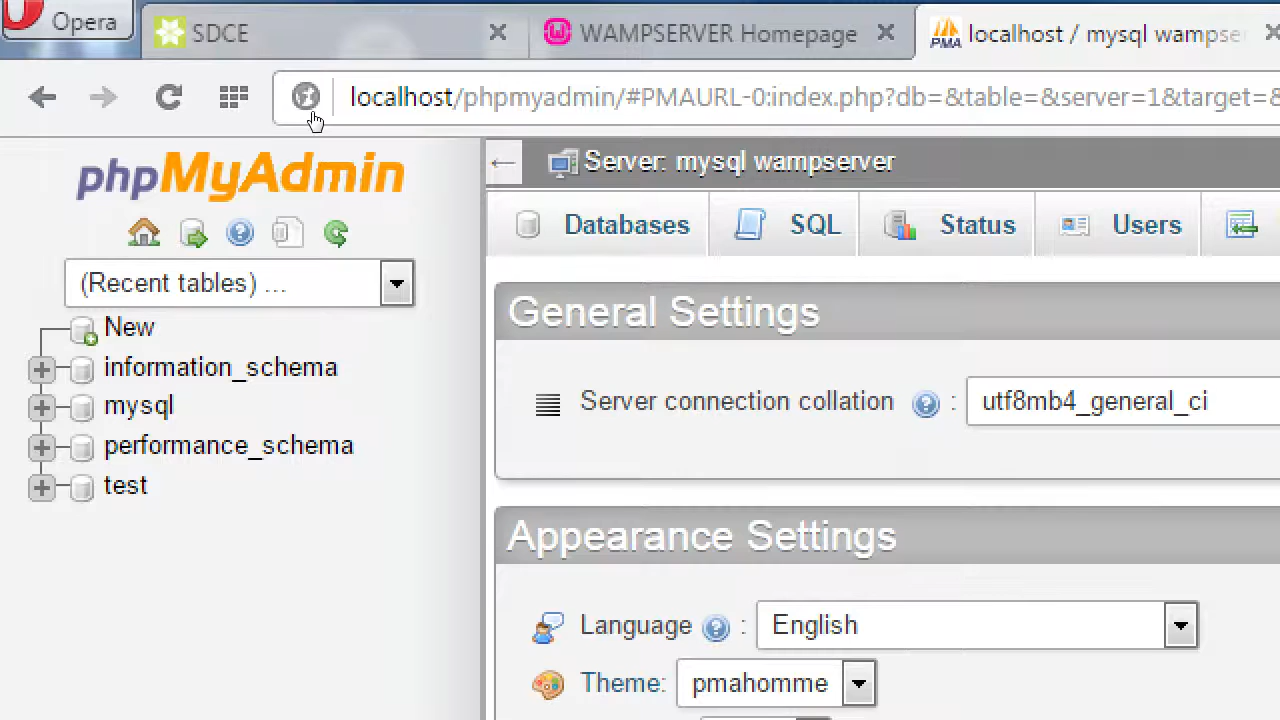 Opera
SDCE
WAMPSERVER Homepage
PMA
localhost / mysql wampse
localhost/phpmyadmin/#PMAURL-0:index.php?db=&table=&server=1&target=&
phpMyAdmin
(Recent tables) ...
New
information_schema
mysql
performance_schema
test
Server: mysql wampserver
Databases
SQL
Status
Users
General Settings
Server connection collation :
utf8mb4_general_ci
Appearance Settings
Language :
English
Theme:
pmahomme